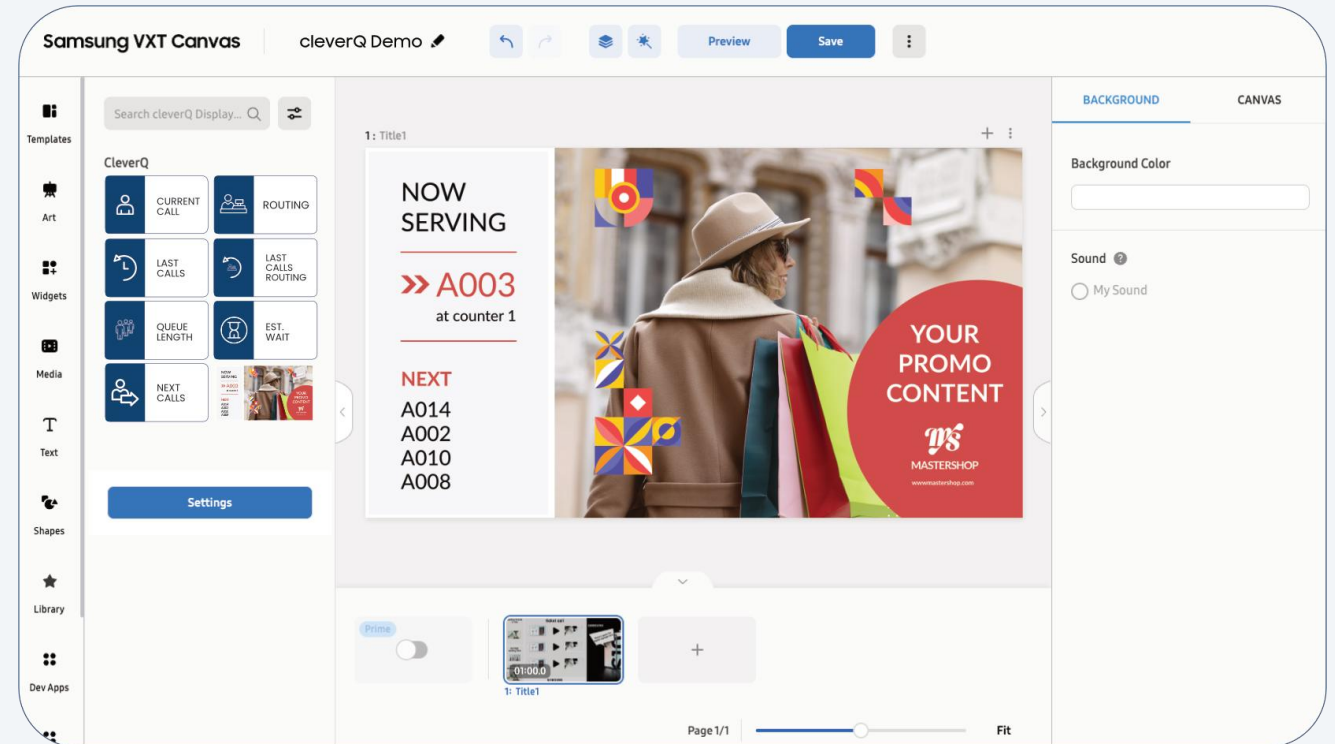 Samsung VXT Canvas
cleverQ Demo
Preview
Save
Templates
Art
Widgets
Media
Text
Shapes
Library
Dev Apps
Search cleverQ Display...
CleverQ
CURRENT
CALL
ROUTING
LAST
CALLS
LAST
CALLS
ROUTING
QUEUE
LENGTH
EST.
WAIT
NEXT
CALLS
Settings
1: Title1
NOW
SERVING
A003
at counter 1
NEXT
A014
A002
A010
A008
YOUR
PROMO
CONTENT
ms
MASTERSHOP
www.mastershop.com
Prime
01:00.0
1: Title1
Page 1/1
Fit
BACKGROUND
CANVAS
Background Color
Sound
My Sound